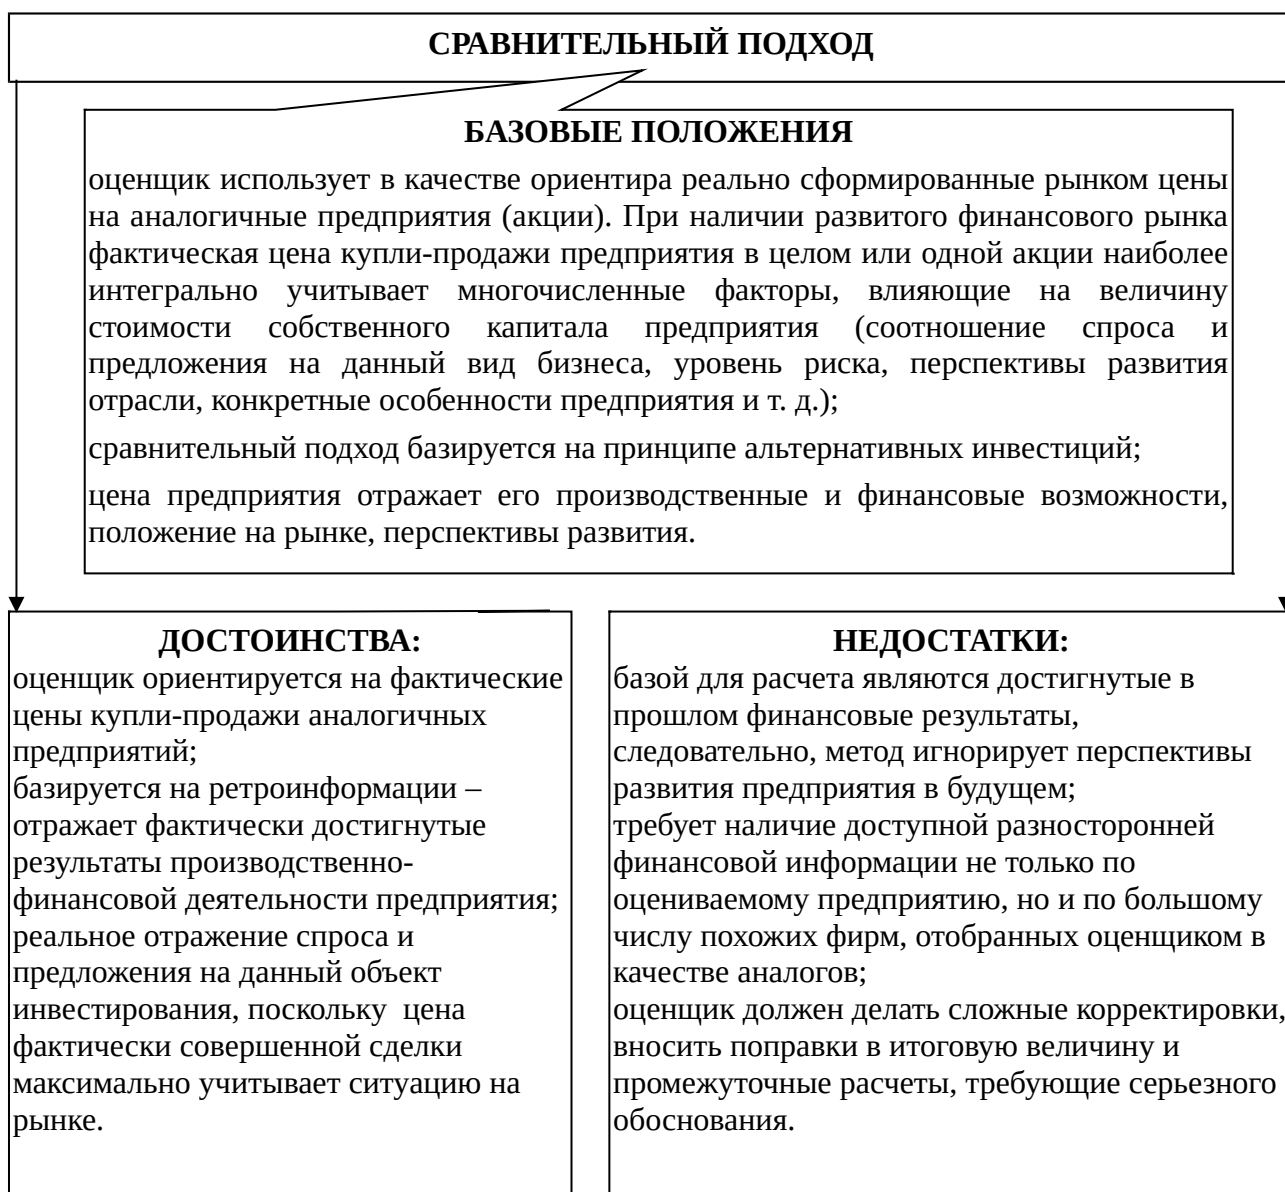 СРАВНИТЕЛЬНЫЙ ПОДХОД
БАЗОВЫЕ ПОЛОЖЕНИЯ
оценщик использует в качестве ориентира реально сформированные рынком цены
на аналогичные предприятия (акции). При наличии развитого финансового рынка
фактическая цена купли-продажи предприятия в целом или одной акции наиболее
интегрально учитывает многочисленные факторы, влияющие на величину
стоимости собственного капитала предприятия (соотношение спроса и
предложения на данный вид бизнеса, уровень риска, перспективы развития
отрасли, конкретные особенности предприятия и т. д.);
сравнительный подход базируется на принципе альтернативных инвестиций;
цена предприятия отражает его производственные и финансовые возможности,
положение на рынке, перспективы развития.
ДОСТОИНСТВА:
оценщик ориентируется на фактические
цены купли-продажи аналогичных
предприятий;
базируется на ретроинформации –
отражает фактически достигнутые
результаты производственно-
финансовой деятельности предприятия;
реальное отражение спроса и
предложения на данный объект
инвестирования, поскольку  цена
фактически совершенной сделки
максимально учитывает ситуацию на
рынке.
НЕДОСТАТКИ:
базой для расчета являются достигнутые в
прошлом финансовые результаты,
следовательно, метод игнорирует перспективы
развития предприятия в будущем;
требует наличие доступной разносторонней
финансовой информации не только по
оцениваемому предприятию, но и по большому
числу похожих фирм, отобранных оценщиком в
качестве аналогов;
оценщик должен делать сложные корректировки,
вносить поправки в итоговую величину и
промежуточные расчеты, требующие серьезного
обоснования.